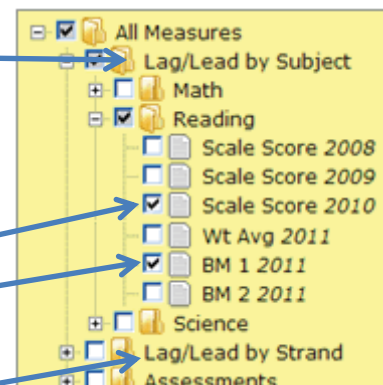 All Measures
Lag/Lead by Subject
Math
Reading
Scale Score 2008
Scale Score 2009
Scale Score 2010
Wt Avg 2011
BM 1 2011
BM 2 2011
Science
Lag/Lead by Strand
Assessments